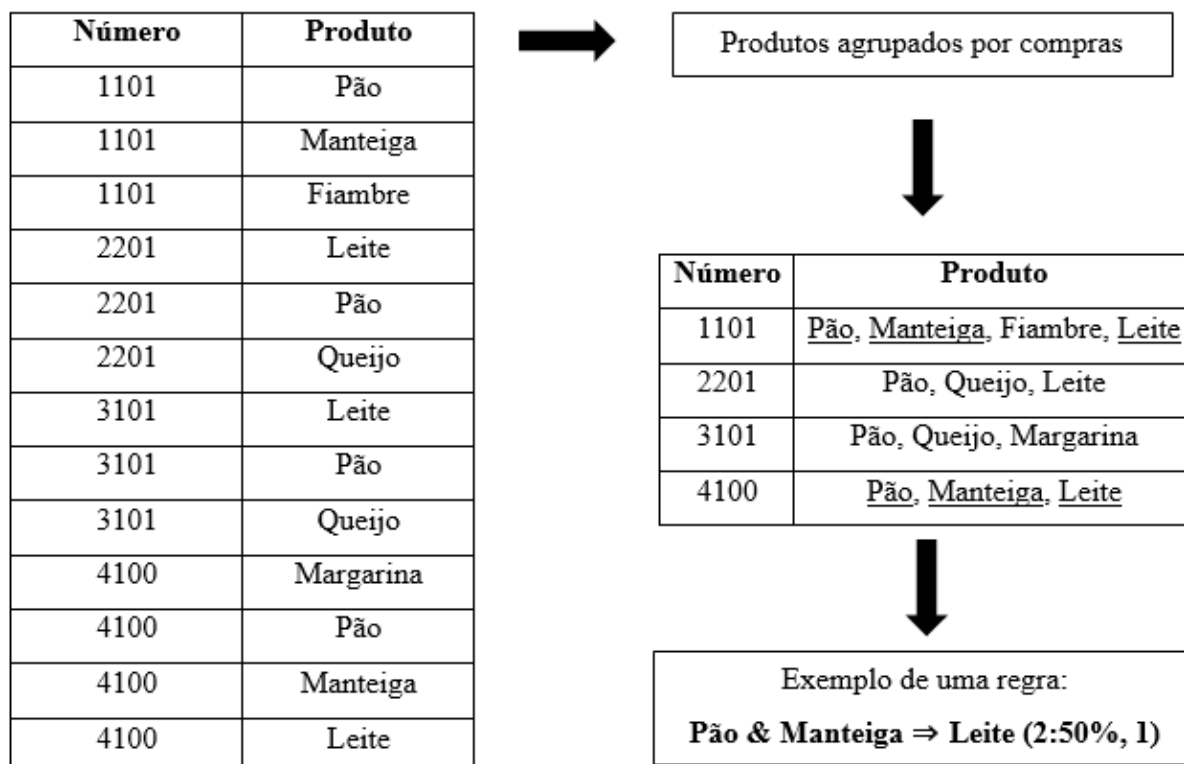 Número Produto
1101 Pão
1101 Manteiga
1101 Fiambre
2201 Leite
2201 Pão
2201 Queijo
3101 Leite
3101 Pão
3101 Queijo
4100 Margarina
4100 Pão
4100 Manteiga
4100 Leite
Produtos agrupados por compras
Número Produto
1101 Pão, Manteiga, Fiambre, Leite
2201 Pão, Queijo, Leite
3101 Pão, Queijo, Margarina
4100 Pão, Manteiga, Leite
Exemplo de uma regra:
Pão & Manteiga ⇒ Leite (2:50%, 1)